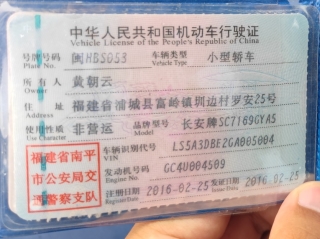 中华人民共和国机动车行驶证
Vehicle License of the People's Republic of China
号牌号码 闽HBS053 车辆类型 小型轿车
Plate No. Vehicle Type
所有人 黄朝云
Owner
住址 福建省浦城县富岭镇圳边村罗安25号
Address
使用性质 非营运 品牌型号 长安牌SC7169GYA5
Use Character Model
福建省南平
市公安局交
通警察支队
车辆识别代号 LS5A3DBE2GA005004
VIN
发动机号码 GC4U004509
Engine No.
注册日期 2016-02-25 发证日期 2016-02-25
Register Date Issue Date